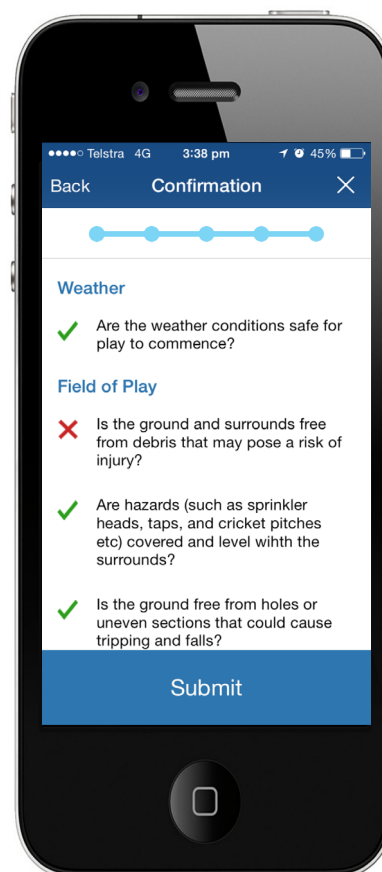 Telstra 4G 3:38 pm 45%
Back Confirmation
Weather
Are the weather conditions safe for
play to commence?
Field of Play
Is the ground and surrounds free
from debris that may pose a risk of
injury?
Are hazards (such as sprinkler
heads, taps, and cricket pitches
etc) covered and level wihth the
surrounds?
Is the ground free from holes or
uneven sections that could cause
tripping and falls?
Submit